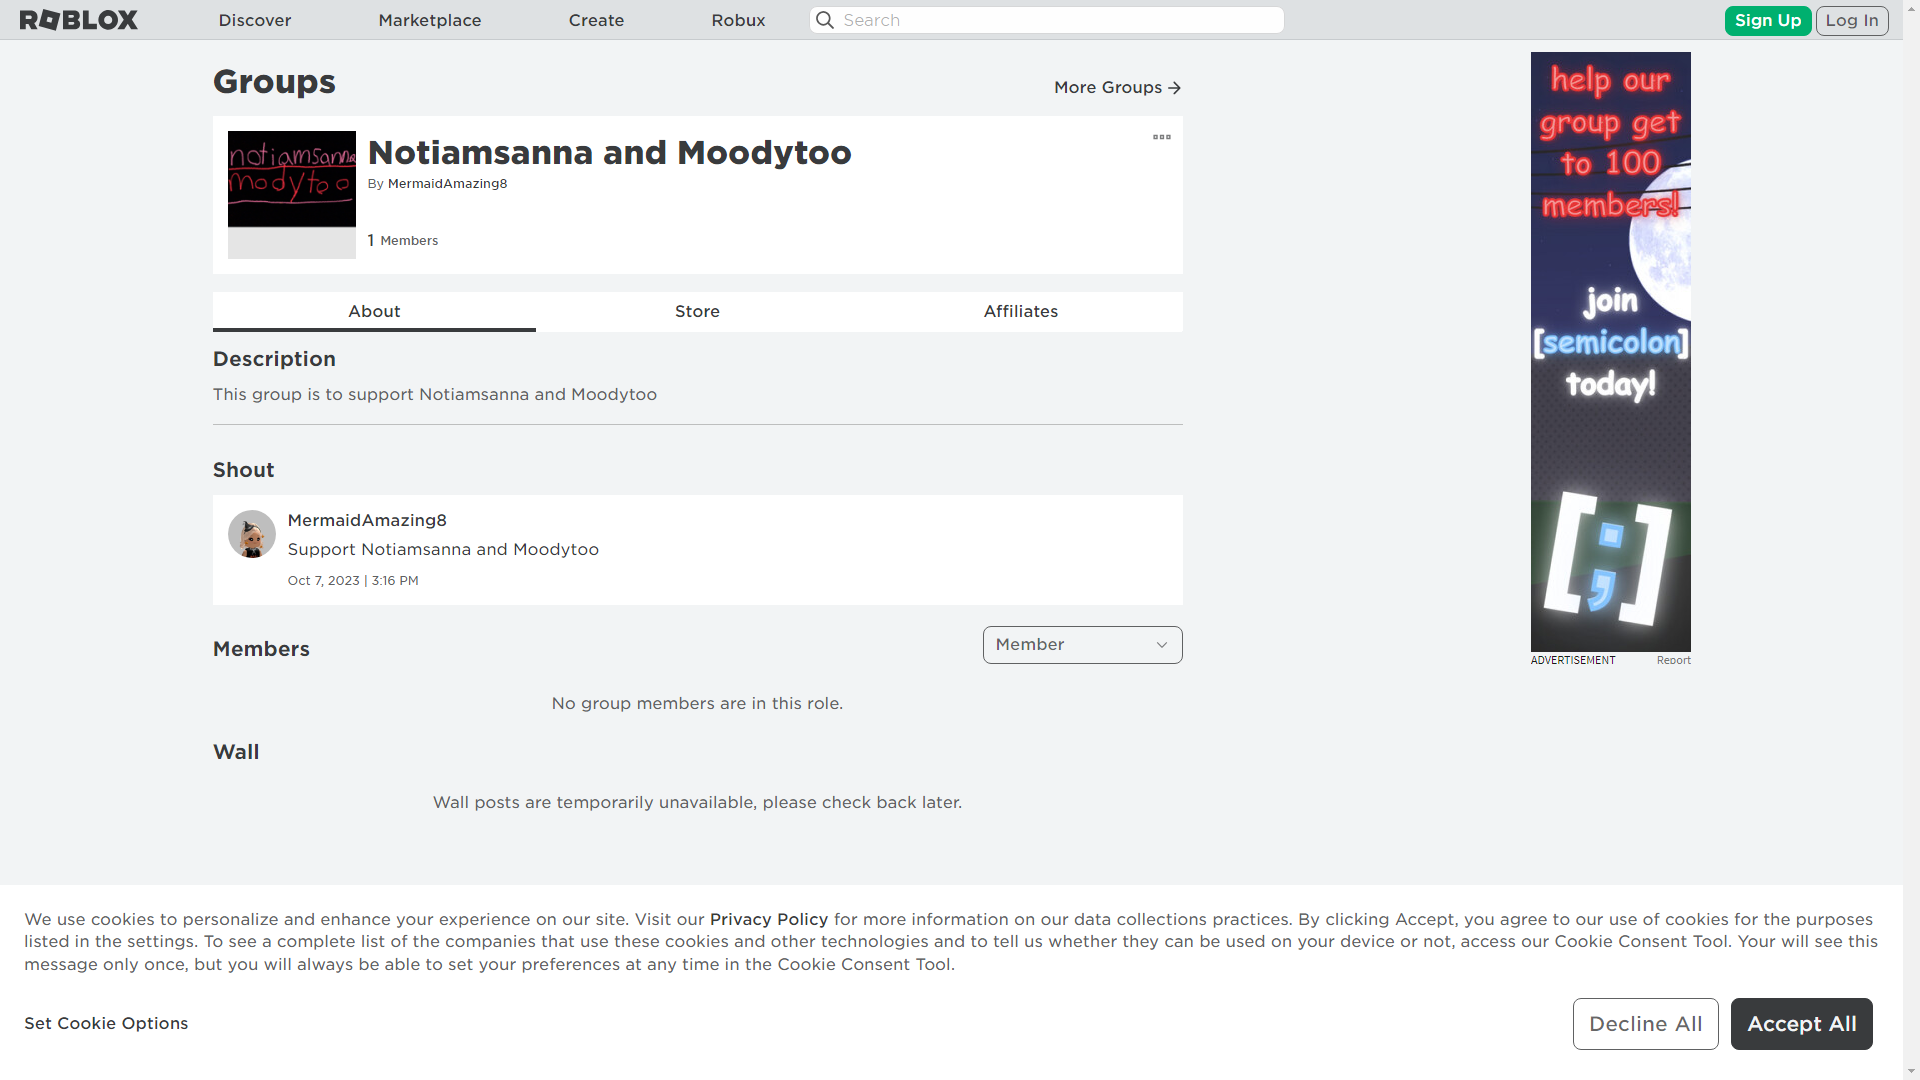 ROBLOX
Discover
Marketplace
Create
Robux
Search
Sign Up
Log In
Groups
More Groups
notiamsanna
modytoo
Notiamsanna and Moodytoo
By MermaidAmazing8
1 Members
About
Store
Affiliates
Description
This group is to support Notiamsanna and Moodytoo
Shout
MermaidAmazing8
Support Notiamsanna and Moodytoo
Oct 7, 2023 | 3:16 PM
Members
Member
No group members are in this role.
Wall
Wall posts are temporarily unavailable, please check back later.
help our
group get
to 100
members!
join
[semicolon]
today!
[;]
ADVERTISEMENT
Report
We use cookies to personalize and enhance your experience on our site. Visit our Privacy Policy for more information on our data collections practices. By clicking Accept, you agree to our use of cookies for the purposes
listed in the settings. To see a complete list of the companies that use these cookies and other technologies and to tell us whether they can be used on your device or not, access our Cookie Consent Tool. Your will see this
message only once, but you will always be able to set your preferences at any time in the Cookie Consent Tool.
Set Cookie Options
Decline All
Accept All